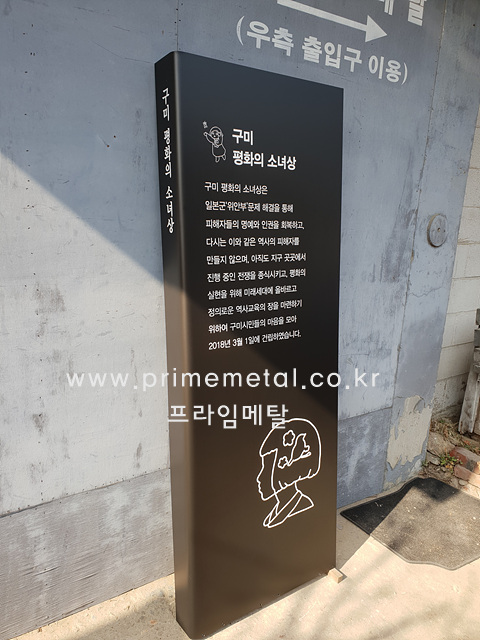 (우측 출입구 이용)
구미 평화의 소녀상
구미
평화의 소녀상
구미 평화의 소녀상은
일본군'위안부'문제 해결을 통해
피해자들의 명예와 인권을 회복하고,
다시는 이와 같은 역사의 피해자를
만들지 않으며, 아직도 지구 곳곳에서
진행 중인 전쟁을 종식시키고, 평화의
실현을 위해 미래세대에 올바르고
정의로운 역사교육의 장을 마련하기
위하여 구미시민들의 마음을 모아
2018년 3월 1일에 건립하였습니다.
www.primemetal.co.kr
프라임메탈